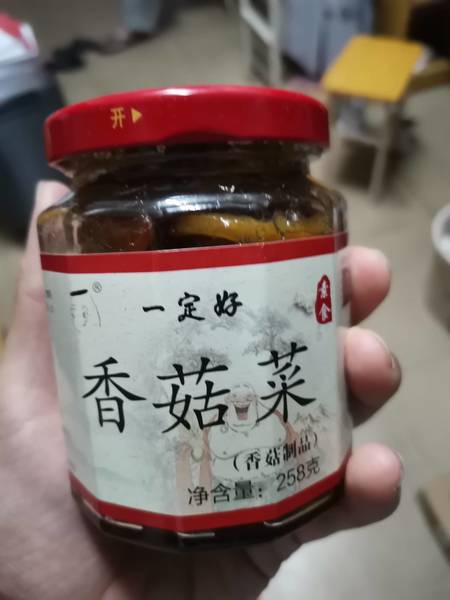 开▶
一®
一定好
素食
香菇菜
(香菇制品)
净含量：258克